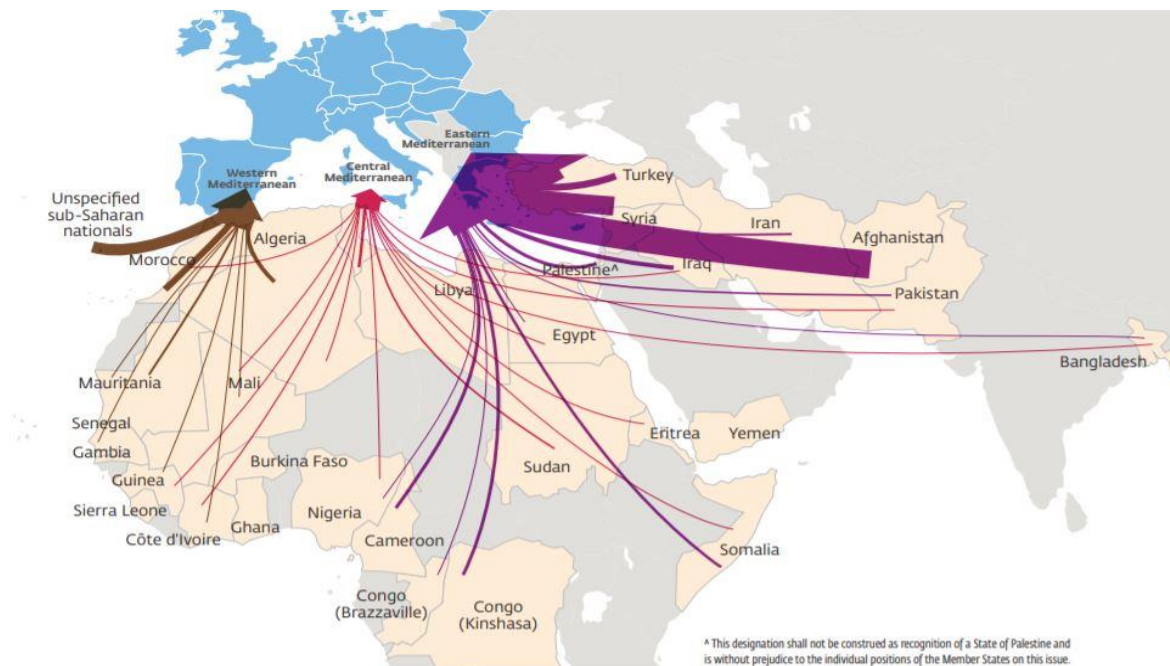 Eastern
Mediterranean
Central
Mediterranean
Western
Mediterranean
Unspecified
sub-Saharan
nationals
Turkey
Syria
Iran
Afghanistan
Algeria
Morocco
Palestine^
Iraq
Libya
Pakistan
Egypt
Bangladesh
Mauritania
Mali
Senegal
Eritrea
Yemen
Gambia
Burkina Faso
Sudan
Guinea
Sierra Leone
Nigeria
Ghana
Côte d'Ivoire
Cameroon
Somalia
Congo
(Brazzaville)
Congo
(Kinshasa)
^ This designation shall not be construed as recognition of a State of Palestine and
is without prejudice to the individual positions of the Member States on this issue.